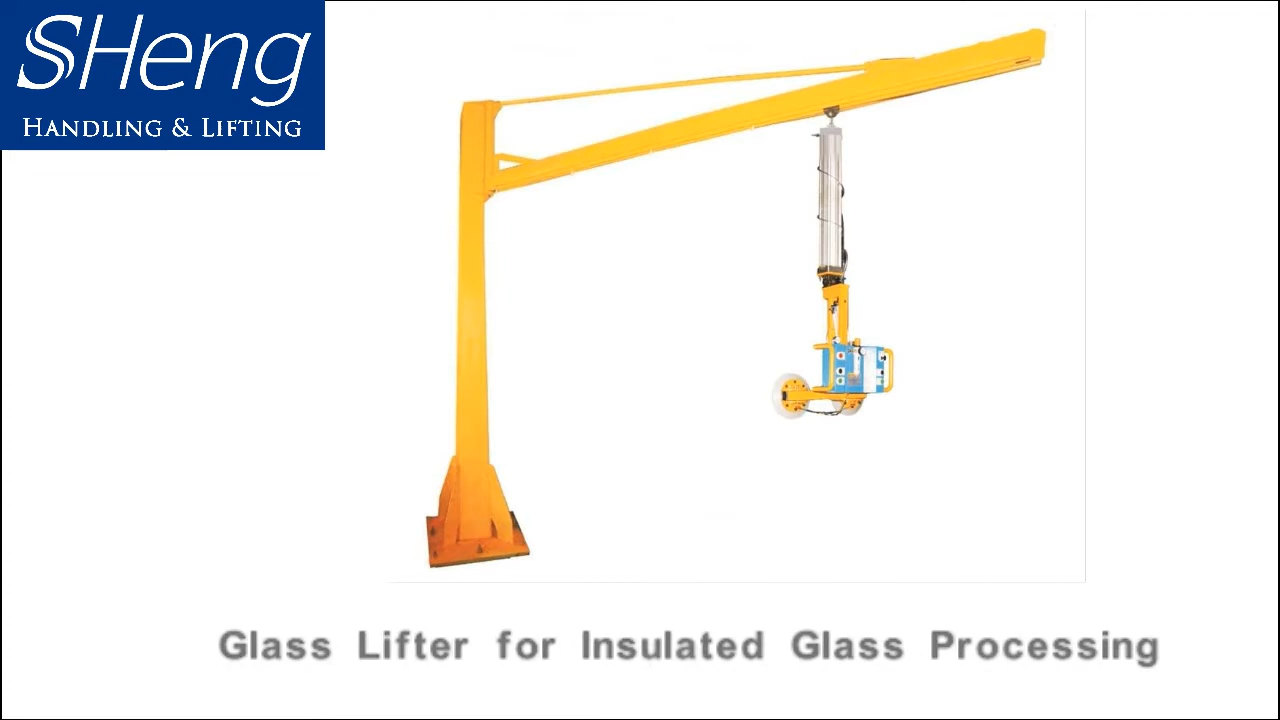 SHeng
HANDLING & LIFTING
Glass Lifter for Insulated Glass Processing